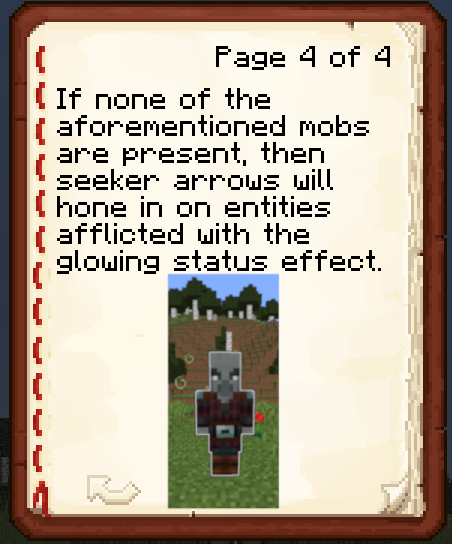 Page 4 of 4
If none of the
aforementioned mobs
are present, then
seeker arrows will
hone in on entities
afflicted with the
glowing status effect.